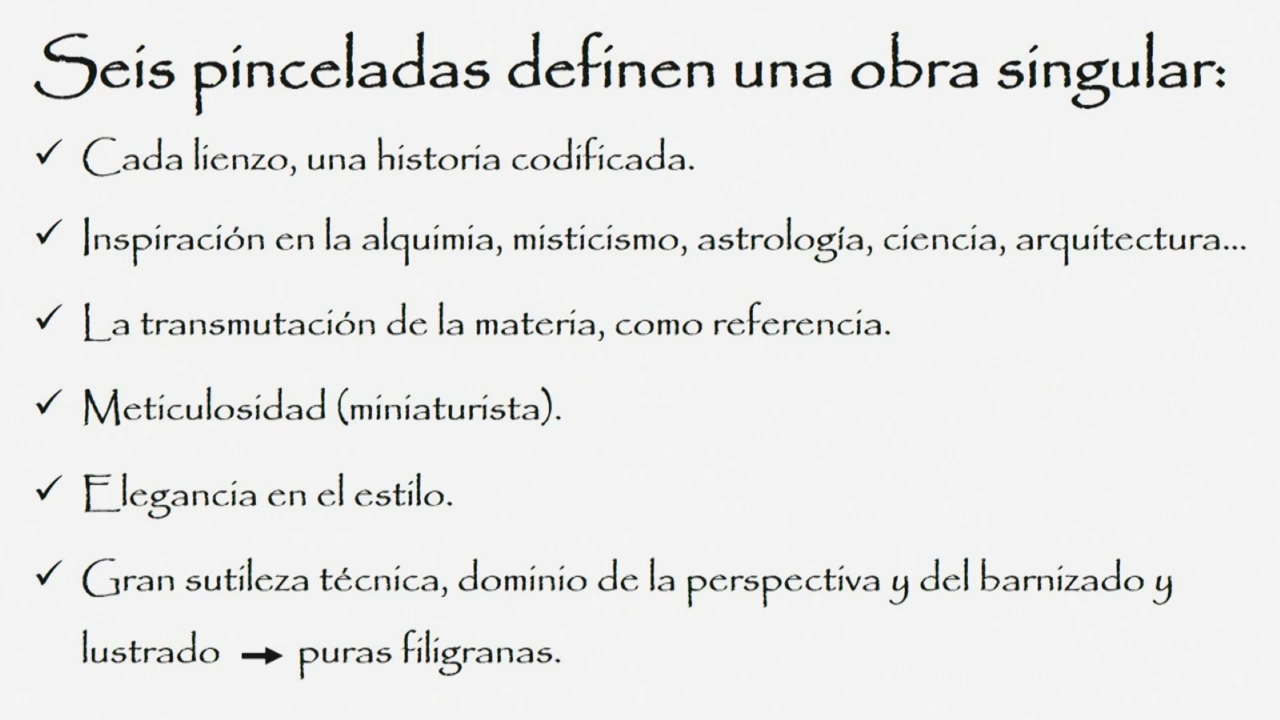 Seis pinceladas definen una obra singular:
✓ Cada lienzo, una historia codificada.
✓ Inspiración en la alquimia, misticismo, astrología, ciencia, arquitectura...
✓ La transmutación de la materia, como referencia.
✓ Meticulosidad (miniaturista).
✓ Elegancia en el estilo.
✓ Gran sutileza técnica, dominio de la perspectiva y del barnizado y
lustrado → puras filigranas.